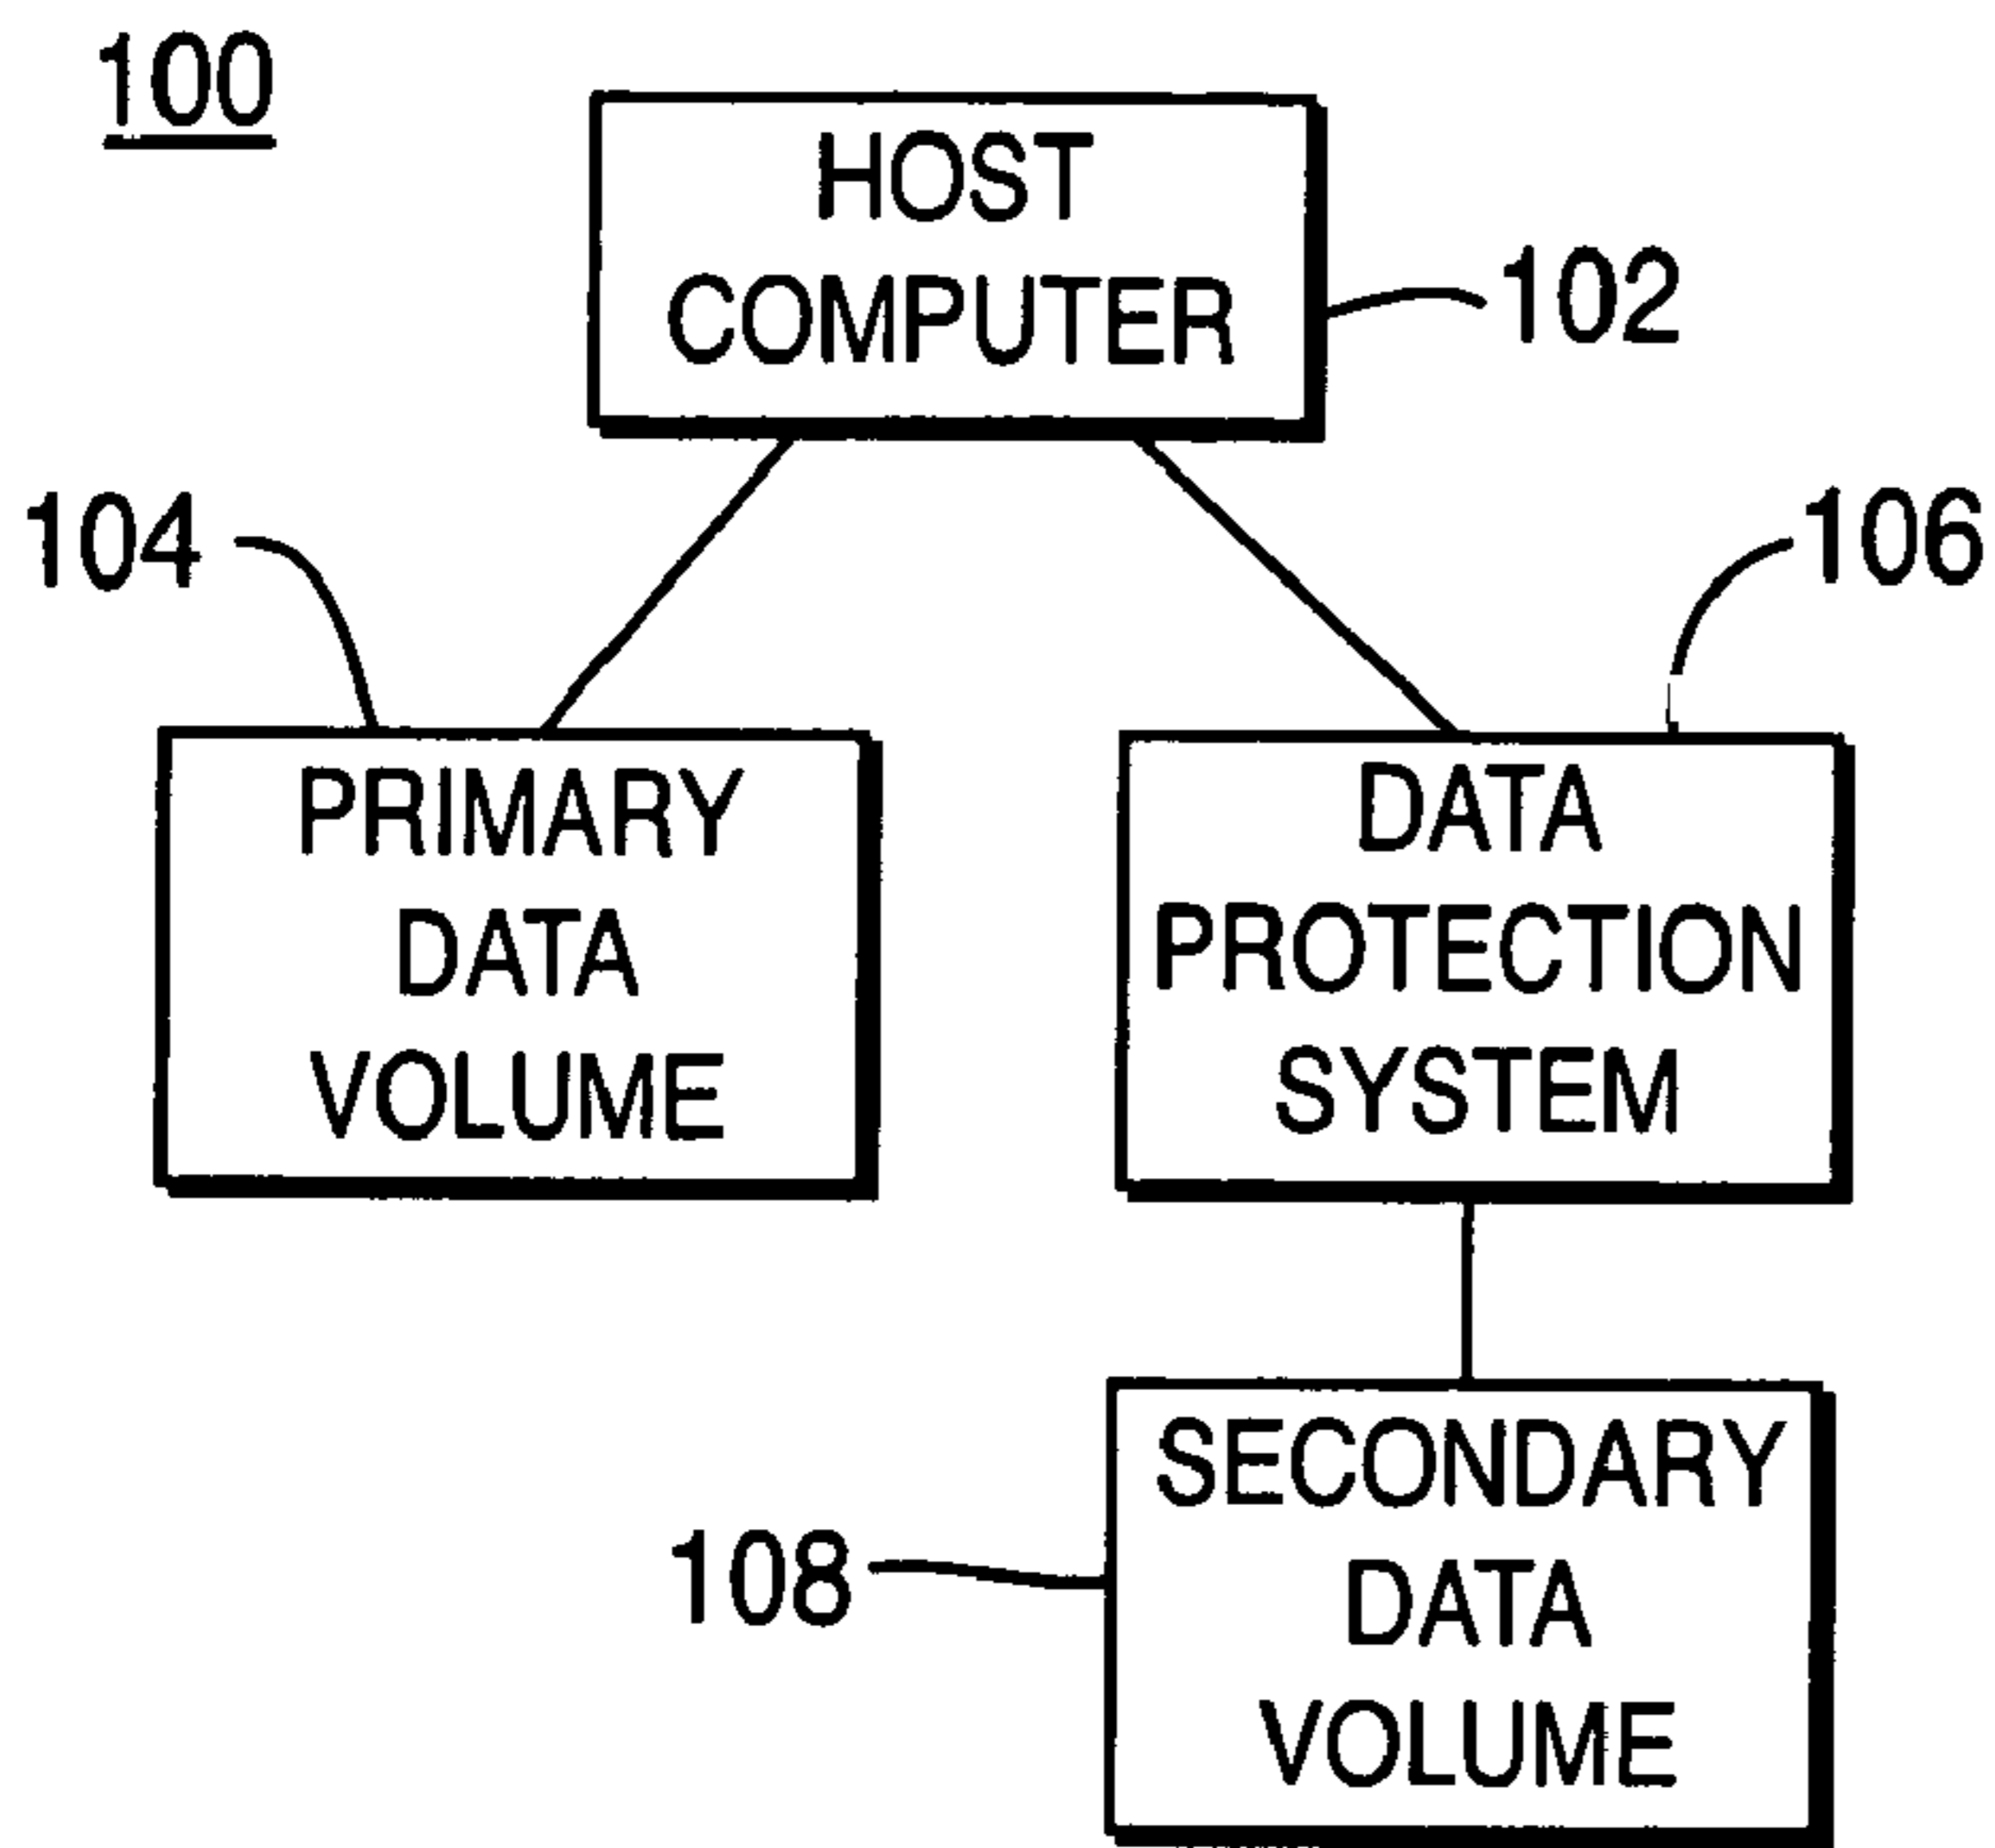 100
HOST
COMPUTER
102
104
106
PRIMARY
DATA
VOLUME
DATA
PROTECTION
SYSTEM
108
SECONDARY
DATA
VOLUME